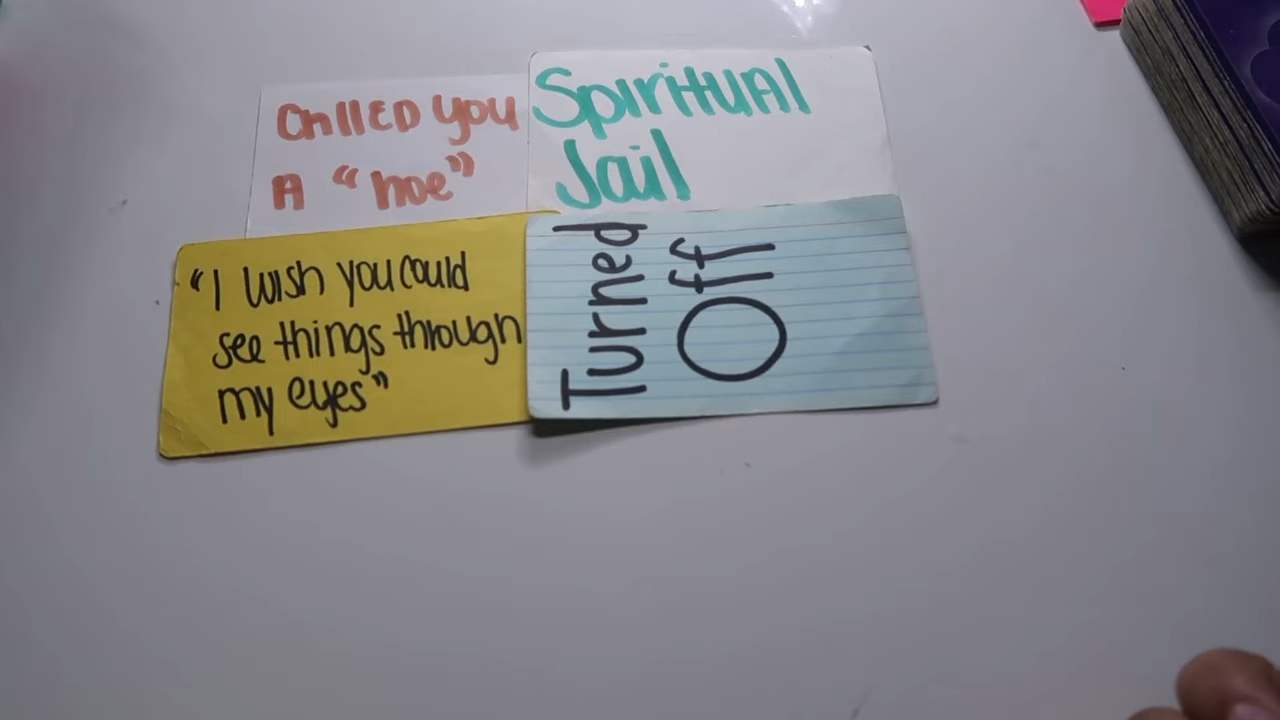 CAllED YOU
A "hoe"
SpiRiTUAl
Jail
"I wish you could
see things through
my eyes"
Turned
Off